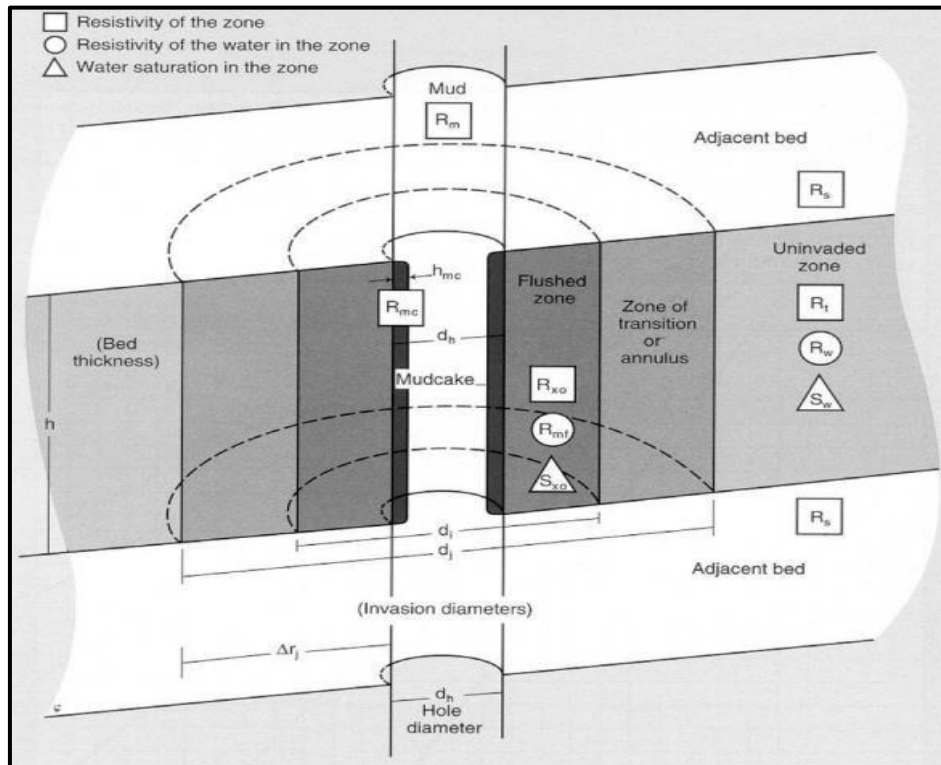 Resistivity of the zone
Resistivity of the water in the zone
Water saturation in the zone
Mud
Rm
Adjacent bed
Rs
Uninvaded
zone
Rt
Rw
Sw
hmc
Rmc
Flushed
zone
Zone of
transition
or
annulus
(Bed
thickness)
dh
Mudcake
Rxo
Rmf
Sxo
h
Rs
di
dj
Adjacent bed
(Invasion diameters)
Δrj
dh
Hole
diameter